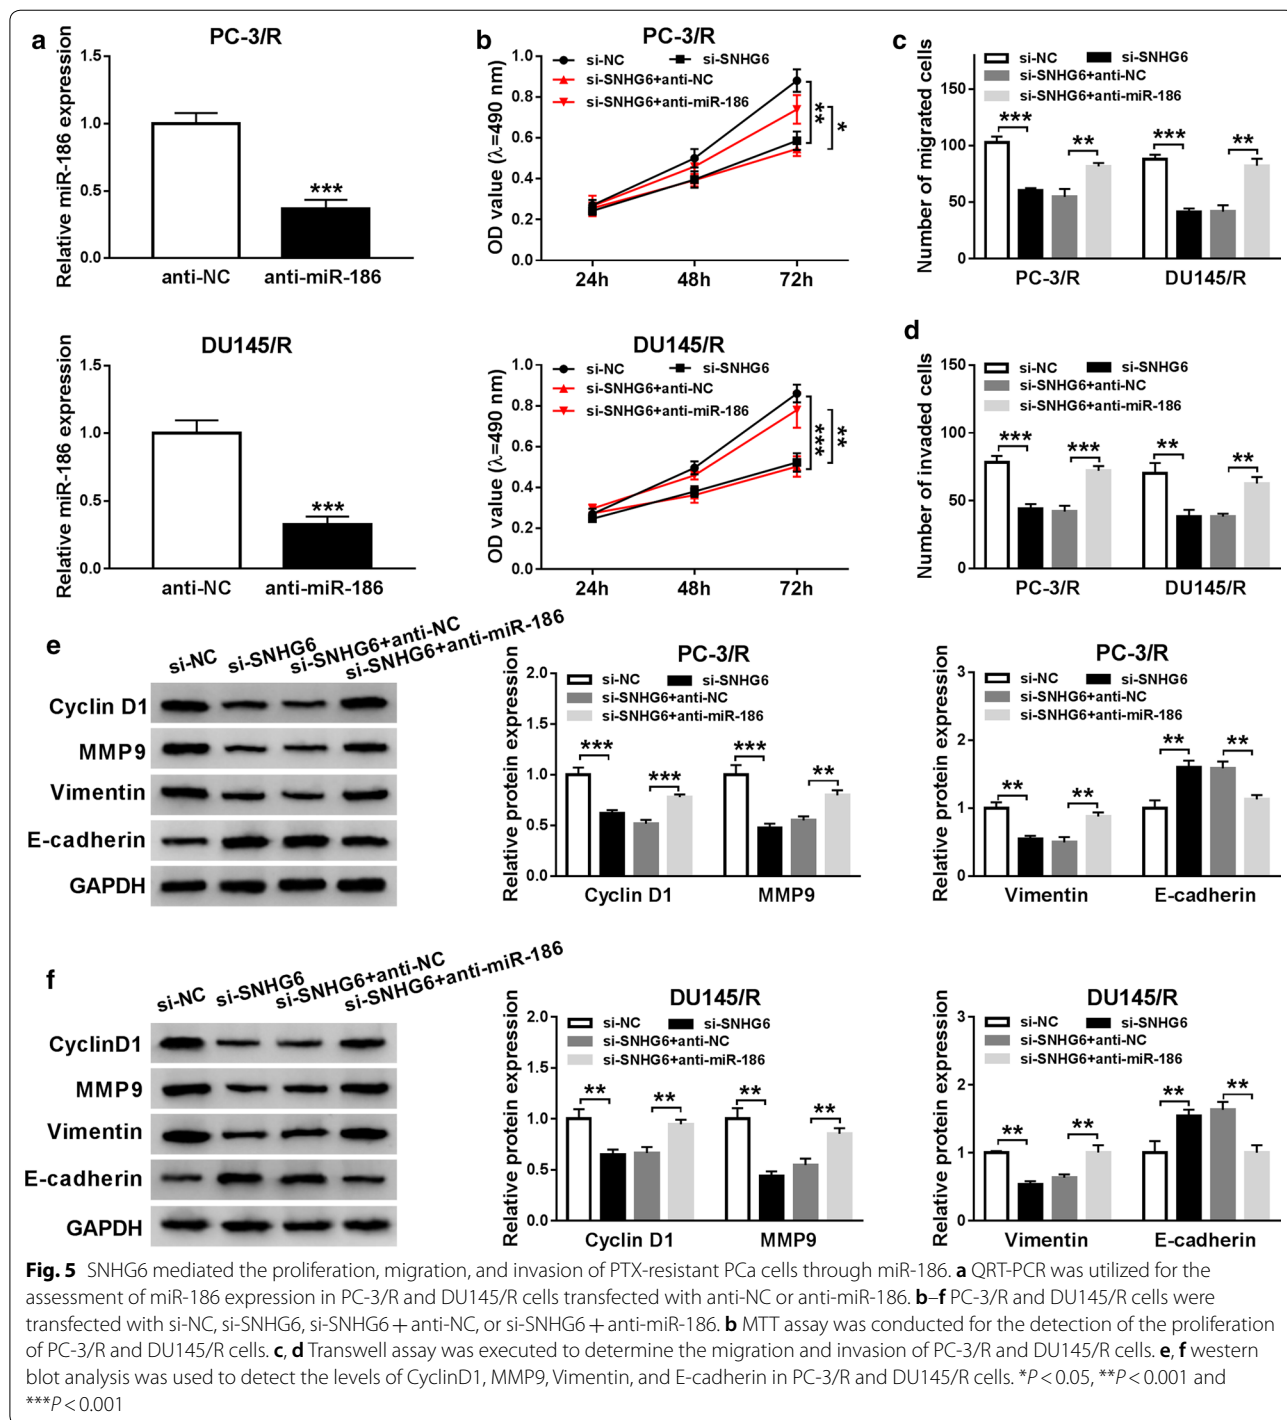 a
PC-3/R
Relative miR-186 expression
1.5
1.0
0.5
0.0
***
anti-NC anti-miR-186
DU145/R
Relative miR-186 expression
1.5
1.0
0.5
0.0
***
anti-NC anti-miR-186
b
PC-3/R
si-NC si-SNHG6
si-SNHG6+anti-NC
si-SNHG6+anti-miR-186
OD value (λ=490 nm)
1.0
0.8
0.6
0.4
0.2
0.0
**
*
24h 48h 72h
DU145/R
si-NC si-SNHG6
si-SNHG6+anti-NC
si-SNHG6+anti-miR-186
OD value (λ=490 nm)
1.0
0.8
0.6
0.4
0.2
0.0
***
**
24h 48h 72h
c
si-NC si-SNHG6
si-SNHG6+anti-NC
si-SNHG6+anti-miR-186
Number of migrated cells
150
100
50
0
*** ** *** **
PC-3/R DU145/R
d
si-NC si-SNHG6
si-SNHG6+anti-NC
si-SNHG6+anti-miR-186
Number of invaded cells
150
100
50
0
*** *** ** **
PC-3/R DU145/R
e
si-NC si-SNHG6 si-SNHG6+anti-NC si-SNHG6+anti-miR-186
Cyclin D1
MMP9
Vimentin
E-cadherin
GAPDH
PC-3/R
si-NC si-SNHG6
si-SNHG6+anti-NC
si-SNHG6+anti-miR-186
Relative protein expression
2.0
1.5
1.0
0.5
0.0
*** *** *** **
Cyclin D1 MMP9
PC-3/R
si-NC si-SNHG6
si-SNHG6+anti-NC
si-SNHG6+anti-miR-186
Relative protein expression
3
2
1
0
** ** ** **
Vimentin E-cadherin
f
si-NC si-SNHG6 si-SNHG6+anti-NC si-SNHG6+anti-miR-186
CyclinD1
MMP9
Vimentin
E-cadherin
GAPDH
DU145/R
si-NC si-SNHG6
si-SNHG6+anti-NC
si-SNHG6+anti-miR-186
Relative protein expression
2.0
1.5
1.0
0.5
0.0
** ** ** **
Cyclin D1 MMP9
DU145/R
si-NC si-SNHG6
si-SNHG6+anti-NC
si-SNHG6+anti-miR-186
Relative protein expression
3
2
1
0
** ** ** **
Vimentin E-cadherin
Fig. 5 SNHG6 mediated the proliferation, migration, and invasion of PTX-resistant PCa cells through miR-186. a QRT-PCR was utilized for the
assessment of miR-186 expression in PC-3/R and DU145/R cells transfected with anti-NC or anti-miR-186. b–f PC-3/R and DU145/R cells were
transfected with si-NC, si-SNHG6, si-SNHG6 + anti-NC, or si-SNHG6 + anti-miR-186. b MTT assay was conducted for the detection of the proliferation
of PC-3/R and DU145/R cells. c, d Transwell assay was executed to determine the migration and invasion of PC-3/R and DU145/R cells. e, f western
blot analysis was used to detect the levels of CyclinD1, MMP9, Vimentin, and E-cadherin in PC-3/R and DU145/R cells. *P < 0.05, **P < 0.001 and
***P < 0.001